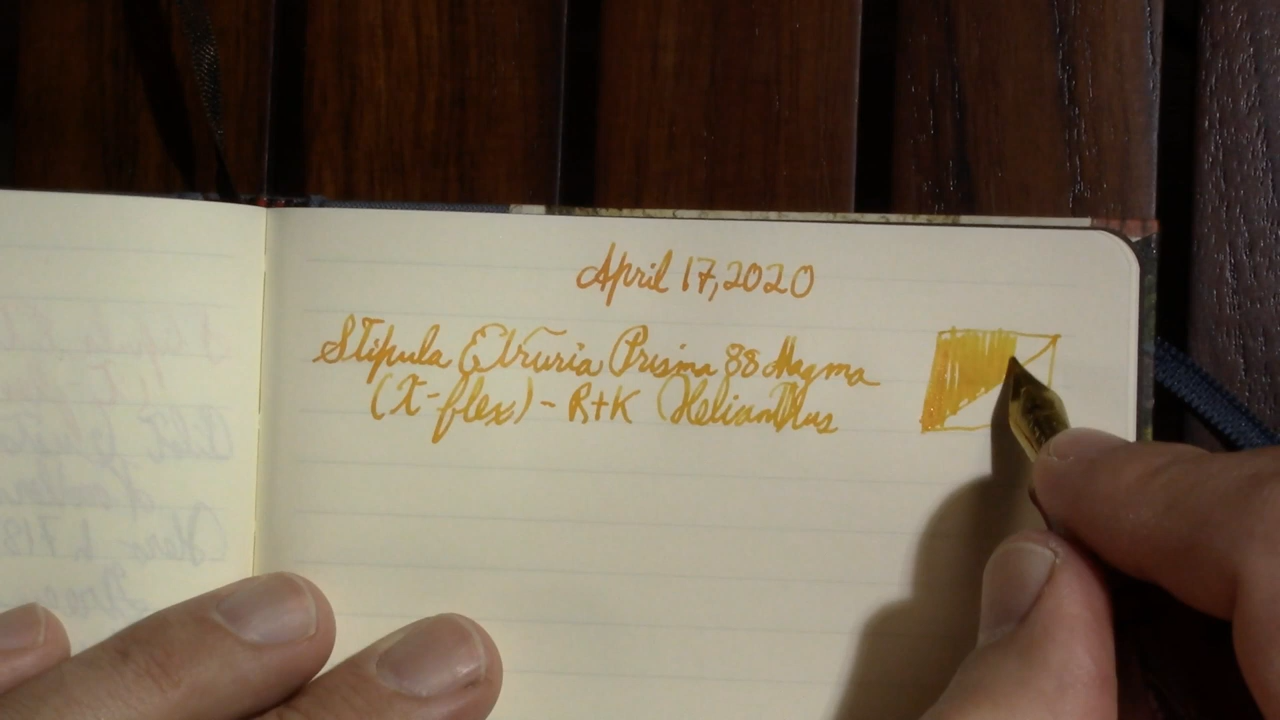 April 17, 2020
Stipula Etruria Prisma 88 Magma
(T-flex) - R+K Helianthus